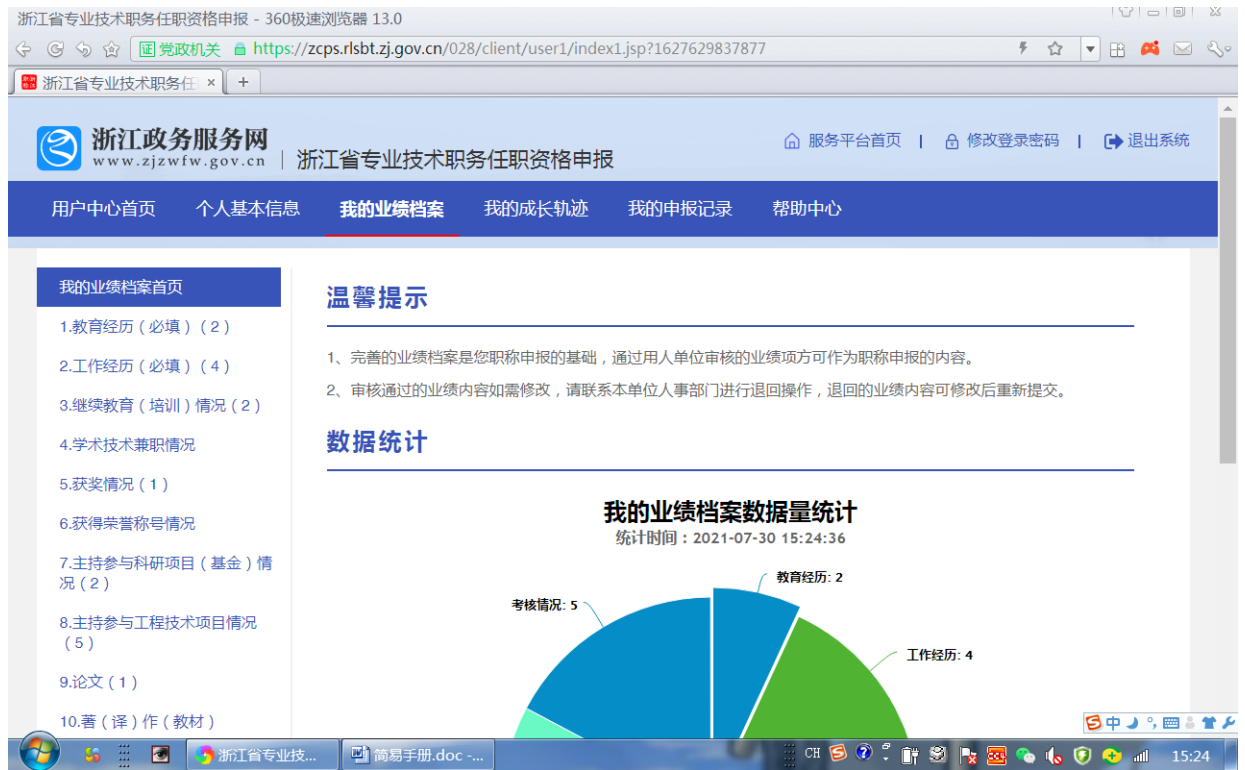 浙江省专业技术职务任职资格申报 - 360极速浏览器 13.0
证 党政机关 https://zcps.rlsbt.zj.gov.cn/028/client/user1/index1.jsp?1627629837877
浙江省专业技术职务任 × +
浙江政务服务网
www.zjzwfw.gov.cn
浙江省专业技术职务任职资格申报
服务平台首页 | 修改登录密码 | 退出系统
用户中心首页 个人基本信息 我的业绩档案 我的成长轨迹 我的申报记录 帮助中心
我的业绩档案首页
1.教育经历（必填）（2）
2.工作经历（必填）（4）
3.继续教育（培训）情况（2）
4.学术技术兼职情况
5.获奖情况（1）
6.获得荣誉称号情况
7.主持参与科研项目（基金）情
况（2）
8.主持参与工程技术项目情况
（5）
9.论文（1）
10.著（译）作（教材）
温馨提示
1、完善的业绩档案是您职称申报的基础，通过用人单位审核的业绩项方可作为职称申报的内容。
2、审核通过的业绩内容如需修改，请联系本单位人事部门进行退回操作，退回的业绩内容可修改后重新提交。
数据统计
我的业绩档案数据量统计
统计时间：2021-07-30 15:24:36
教育经历: 2
考核情况: 5
工作经历: 4
中
浙江省专业技... 简易手册.doc -... CH 15:24